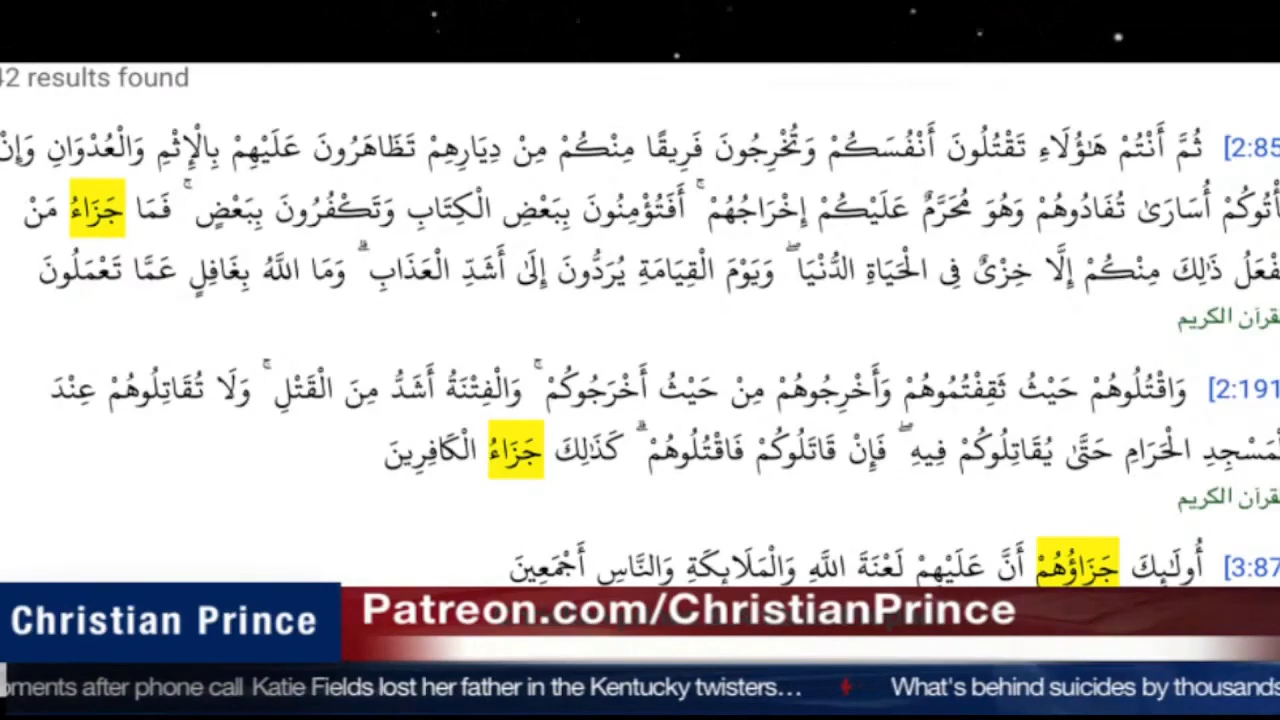 42 results found
[2:85 ثُمَّ أَنْتُمْ هَٰؤُلَاءِ تَقْتُلُونَ أَنْفُسَكُمْ وَتُخْرِجُونَ فَرِيقًا مِنْكُمْ مِنْ دِيَارِهِمْ تَظَاهَرُونَ عَلَيْهِمْ بِالْإِثْمِ وَالْعُدْوَانِ وَإِنْ
أْتُوكُمْ أُسَارَىٰ تُفَادُوهُمْ وَهُوَ مُحَرَّمٌ عَلَيْكُمْ إِخْرَاجُهُمْ ۚ أَفَتُؤْمِنُونَ بِبَعْضِ الْكِتَابِ وَتَكْفُرُونَ بِبَعْضٍ ۚ فَمَا جَزَاءُ مَنْ
فْعَلُ ذَٰلِكَ مِنْكُمْ إِلَّا خِزْيٌ فِي الْحَيَاةِ الدُّنْيَا ۖ وَيَوْمَ الْقِيَامَةِ يُرَدُّونَ إِلَىٰ أَشَدِّ الْعَذَابِ ۗ وَمَا اللَّهُ بِغَافِلٍ عَمَّا تَعْمَلُونَ
قرآن الكريم
[2:191 وَاقْتُلُوهُمْ حَيْثُ ثَقِفْتُمُوهُمْ وَأَخْرِجُوهُمْ مِنْ حَيْثُ أَخْرَجُوكُمْ ۚ وَالْفِتْنَةُ أَشَدُّ مِنَ الْقَتْلِ ۚ وَلَا تُقَاتِلُوهُمْ عِنْدَ
لْمَسْجِدِ الْحَرَامِ حَتَّىٰ يُقَاتِلُوكُمْ فِيهِ ۖ فَإِنْ قَاتَلُوكُمْ فَاقْتُلُوهُمْ ۗ كَذَٰلِكَ جَزَاءُ الْكَافِرِينَ
قرآن الكريم
[3:87 أُولَٰئِكَ جَزَاؤُهُمْ أَنَّ عَلَيْهِمْ لَعْنَةَ اللَّهِ وَالْمَلَائِكَةِ وَالنَّاسِ أَجْمَعِينَ
Christian Prince
Patreon.com/ChristianPrince
oments after phone call Katie Fields lost her father in the Kentucky twisters... What's behind suicides by thousands